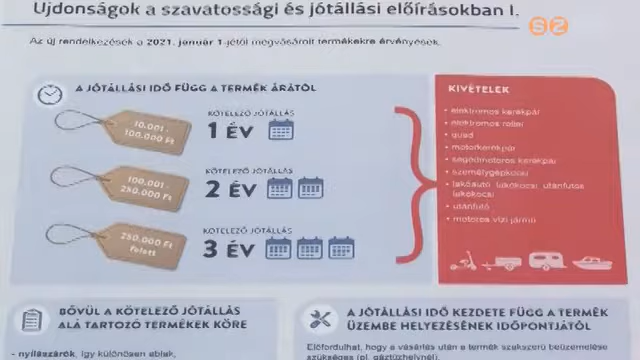 Újdonságok a szavatossági és jótállási előírásokban I.
Az új rendelkezések a 2021. január 1-jétől megvásárolt termékekre érvényesek.
A JÓTÁLLÁSI IDŐ FÜGG A TERMÉK ÁRÁTÓL
10.001-
100.000 Ft
KÖTELEZŐ JÓTÁLLÁS
1 ÉV
100.001-
250.000 Ft
KÖTELEZŐ JÓTÁLLÁS
2 ÉV
250.000 Ft
felett
KÖTELEZŐ JÓTÁLLÁS
3 ÉV
KIVÉTELEK
• elektromos kerékpár
• elektromos roller
• quad
• motorkerékpár
• segédmotoros kerékpár
• személygépkocsi
• lakóautó, lakókocsi, utánfutós
lakókocsi
• utánfutó
• motoros vízi jármű
BŐVÜL A KÖTELEZŐ JÓTÁLLÁS
ALÁ TARTOZÓ TERMÉKEK KÖRE
- nyílászárók, így különösen ablak,
A JÓTÁLLÁSI IDŐ KEZDETE FÜGG A TERMÉK
ÜZEMBE HELYEZÉSÉNEK IDŐPONTJÁTÓL
Előfordulhat, hogy a vásárlás után a termék szakszerű beüzemelése
szükséges (pl. gáztűzhelynél).
SZ